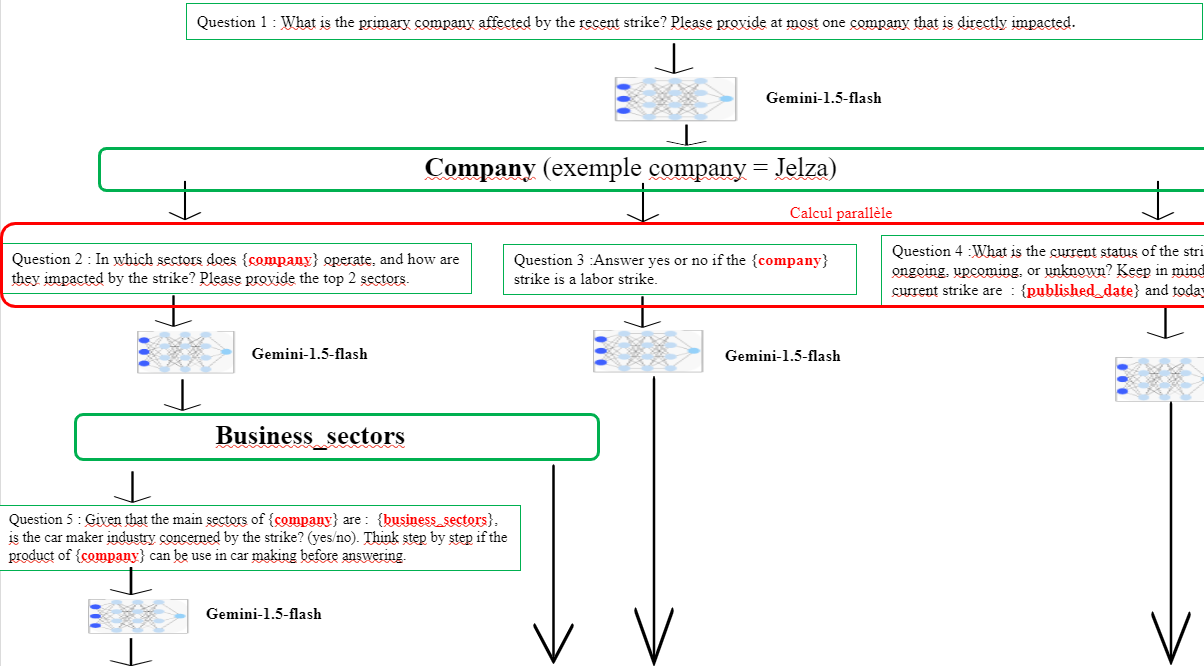 Question 1 : What is the primary company affected by the recent strike? Please provide at most one company that is directly impacted.
Gemini-1.5-flash
Company (exemple company = Jelza)
Calcul parallèle
Question 2 : In which sectors does {company} operate, and how are
they impacted by the strike? Please provide the top 2 sectors.
Question 3 :Answer yes or no if the {company}
strike is a labor strike.
Question 4 :What is the current status of the stri
ongoing, upcoming, or unknown? Keep in mind
current strike are : {published_date} and today
Gemini-1.5-flash
Gemini-1.5-flash
Business_sectors
Question 5 : Given that the main sectors of {company} are : {business_sectors},
is the car maker industry concerned by the strike? (yes/no). Think step by step if the
product of {company} can be use in car making before answering.
Gemini-1.5-flash